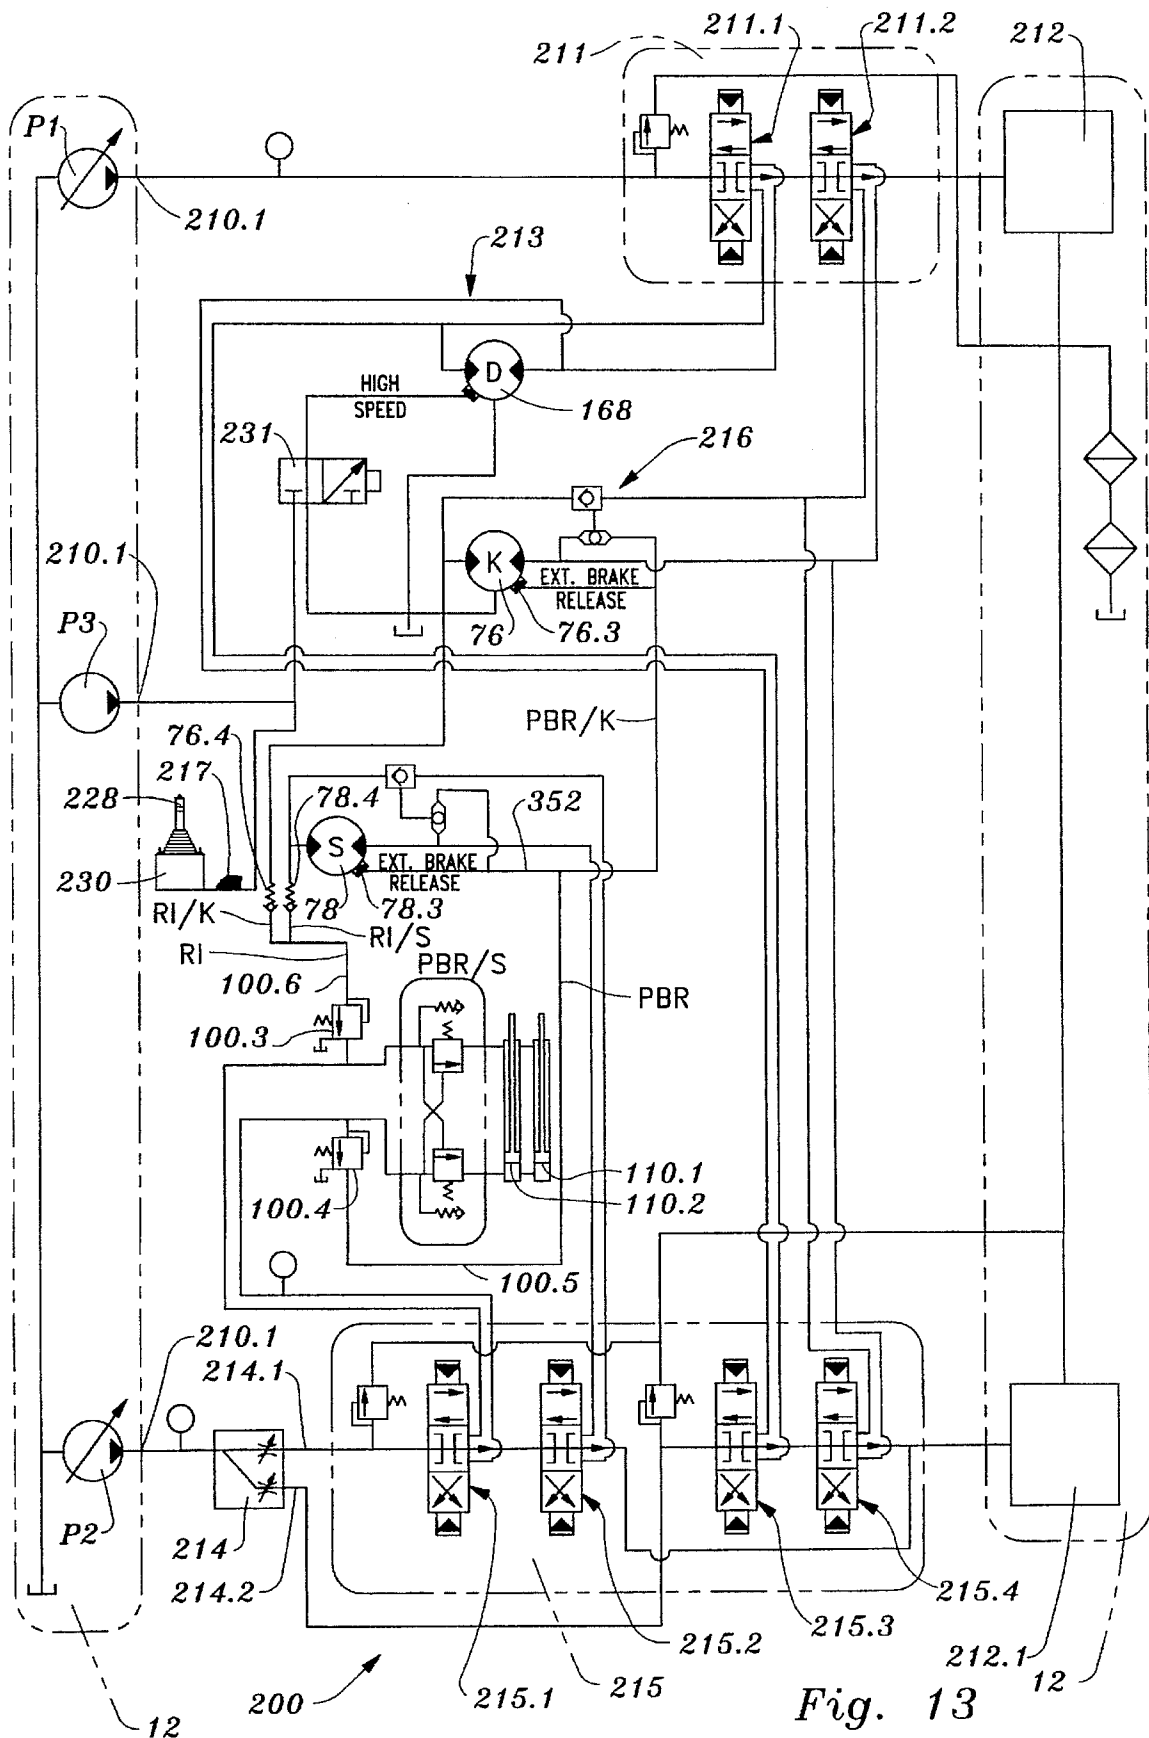 211.1
211.2
211
212
P1
210.1
213
D
HIGH
SPEED
168
231
216
210.1
K
EXT. BRAKE
RELEASE
P3
76
76.3
PBR/K
76.4
217
228
78.4
352
S
EXT. BRAKE
RELEASE
230
78
78.3
RI/K
RI/S
RI
PBR/S
100.6
PBR
100.3
110.1
100.4
110.2
100.5
210.1
214.1
P2
214
214.2
215.4
215.3
215.2
212.1
12
215.1
215
200
12
Fig. 13